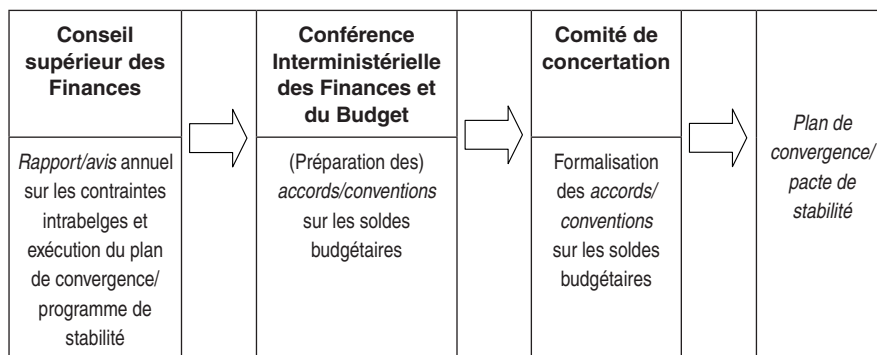 Conseil
supérieur des
Finances
Rapport/avis annuel
sur les contraintes
intrabelges et
exécution du plan
de convergence/
programme de
stabilité
Conférence
Interministérielle
des Finances et
du Budget
(Préparation des)
accords/conventions
sur les soldes
budgétaires
Comité de
concertation
Formalisation
des accords/
conventions
sur les soldes
budgétaires
Plan de
convergence/
pacte de
stabilité